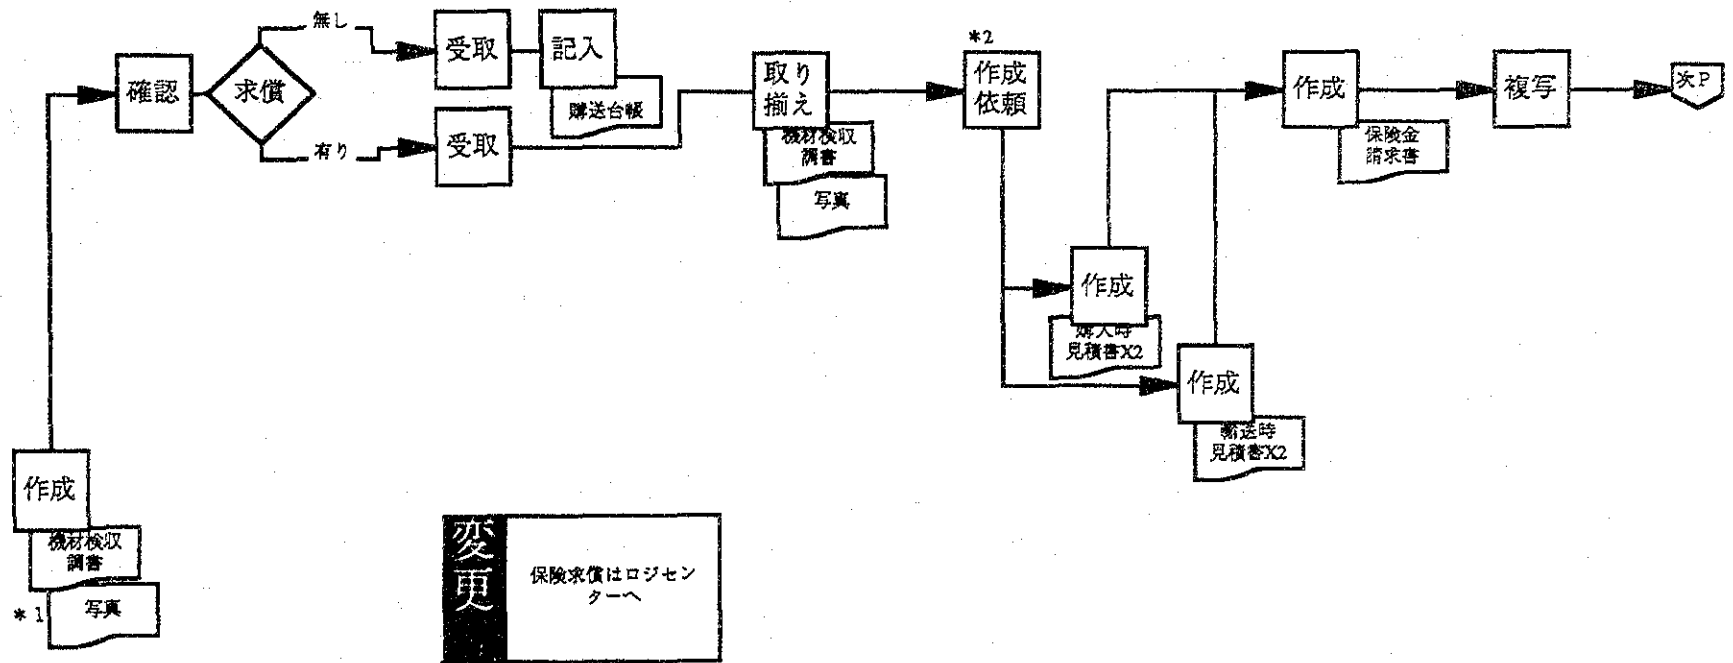 無し
確認
求償
有り
受取
記入
購送台帳
受取
取り
揃え
機材検収
調書
写真
*2
作成
依頼
作成
購入時
見積書X2
作成
輸送時
見積書X2
作成
保険金
請求書
複写
次P
作成
機材検収
調書
*1
写真
変更
保険求償はロジセン
ターへ